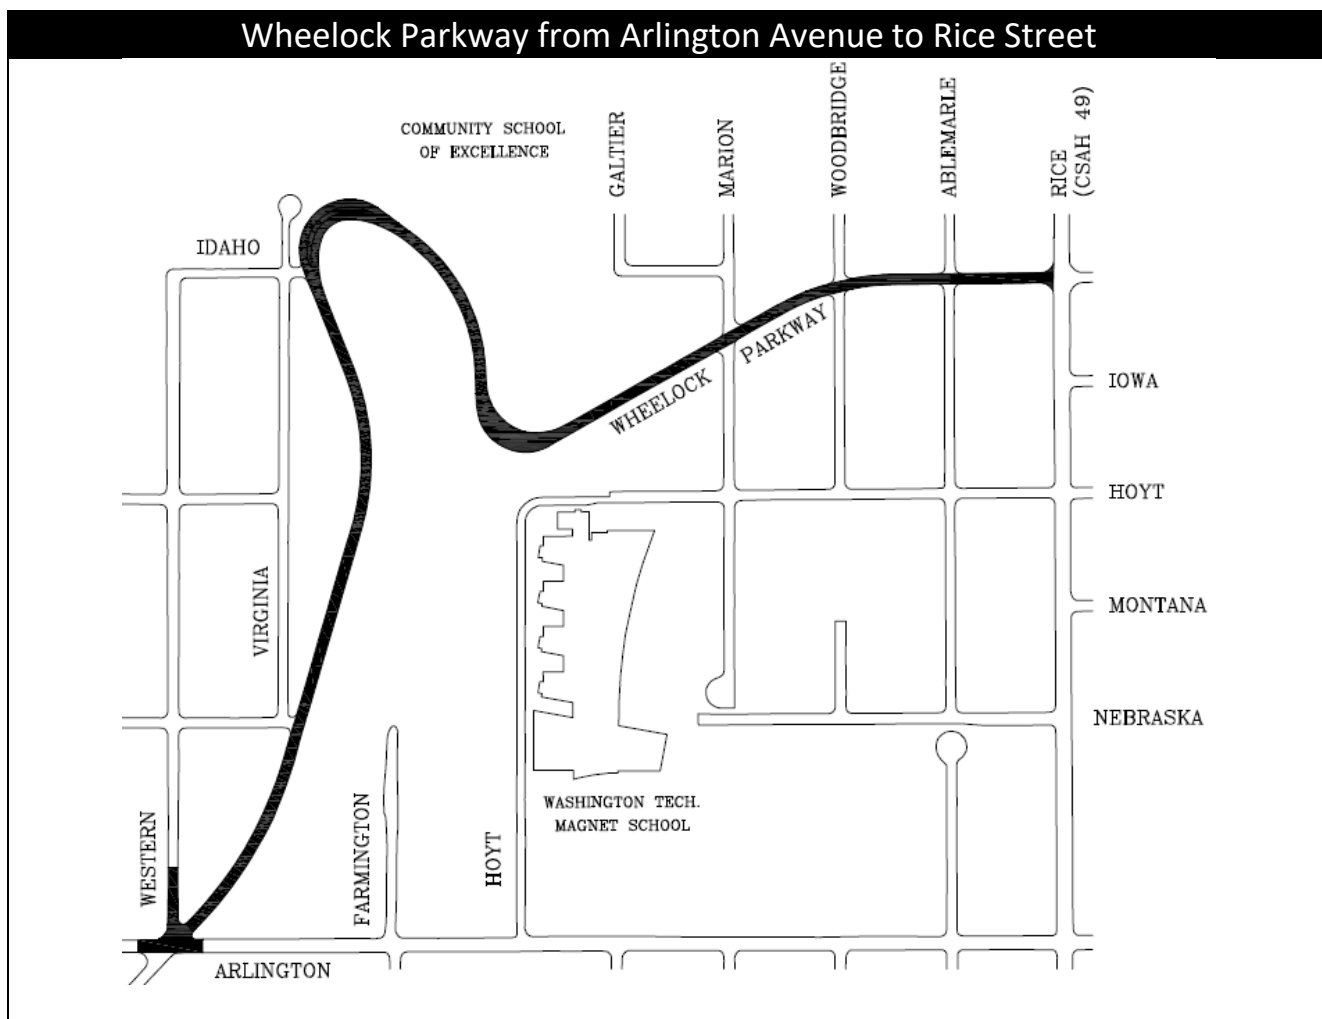 Wheelock Parkway from Arlington Avenue to Rice Street
COMMUNITY SCHOOL
OF EXCELLENCE
GALTIER
MARION
WOODBRIDGE
ABLEMARLE
RICE
(CSAH 49)
IDAHO
WHEELOCK PARKWAY
IOWA
HOYT
VIRGINIA
MONTANA
NEBRASKA
WESTERN
FARMINGTON
HOYT
WASHINGTON TECH.
MAGNET SCHOOL
ARLINGTON